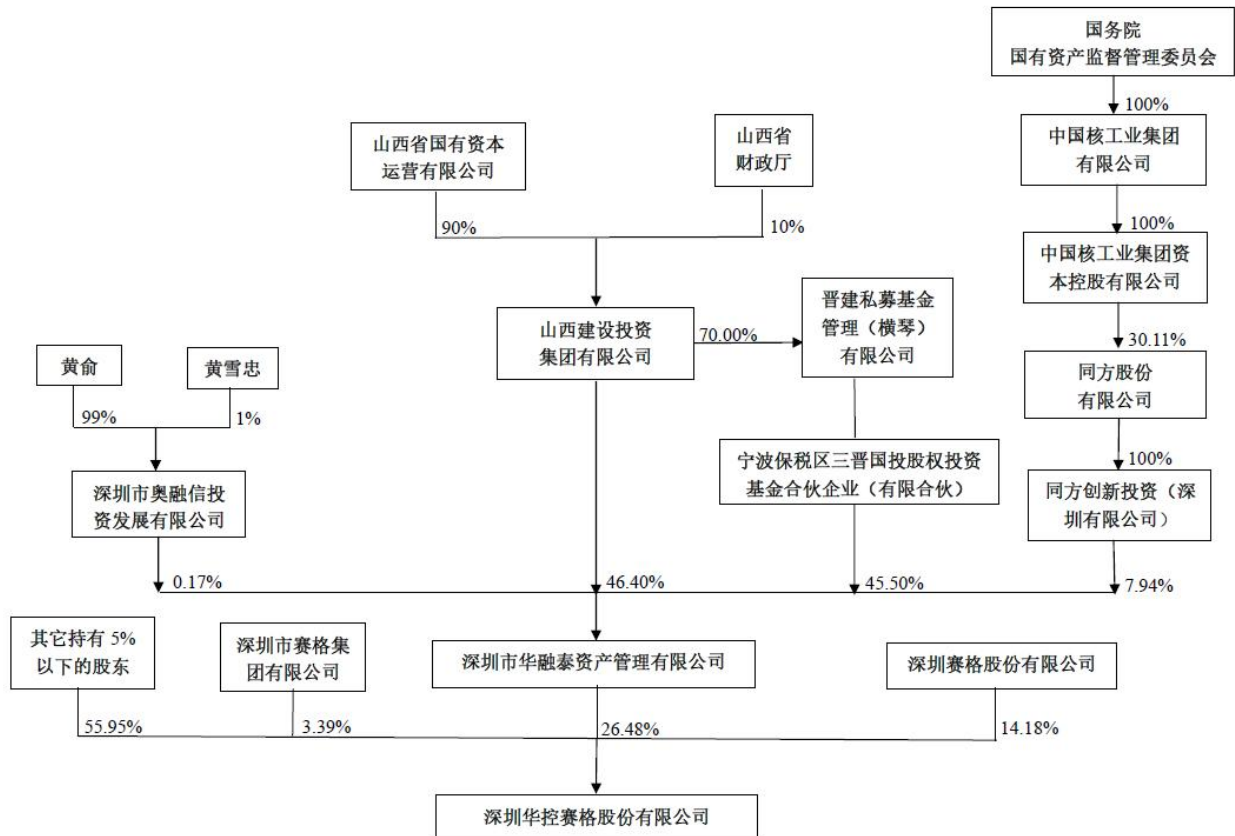 国务院
国有资产监督管理委员会
100%
山西省国有资本
运营有限公司
山西省
财政厅
中国核工业集团
有限公司
90%
10%
100%
中国核工业集团资
本控股有限公司
山西建设投资
集团有限公司
70.00%
晋建私募基金
管理（横琴）
有限公司
30.11%
黄俞
黄雪忠
同方股份
有限公司
99%
1%
100%
深圳市奥融信投
资发展有限公司
宁波保税区三晋国投股权投资
基金合伙企业（有限合伙）
同方创新投资（深
圳有限公司）
0.17%
46.40%
45.50%
7.94%
其它持有 5%
以下的股东
深圳市赛格集
团有限公司
深圳市华融泰资产管理有限公司
深圳赛格股份有限公司
55.95%
3.39%
26.48%
14.18%
深圳华控赛格股份有限公司